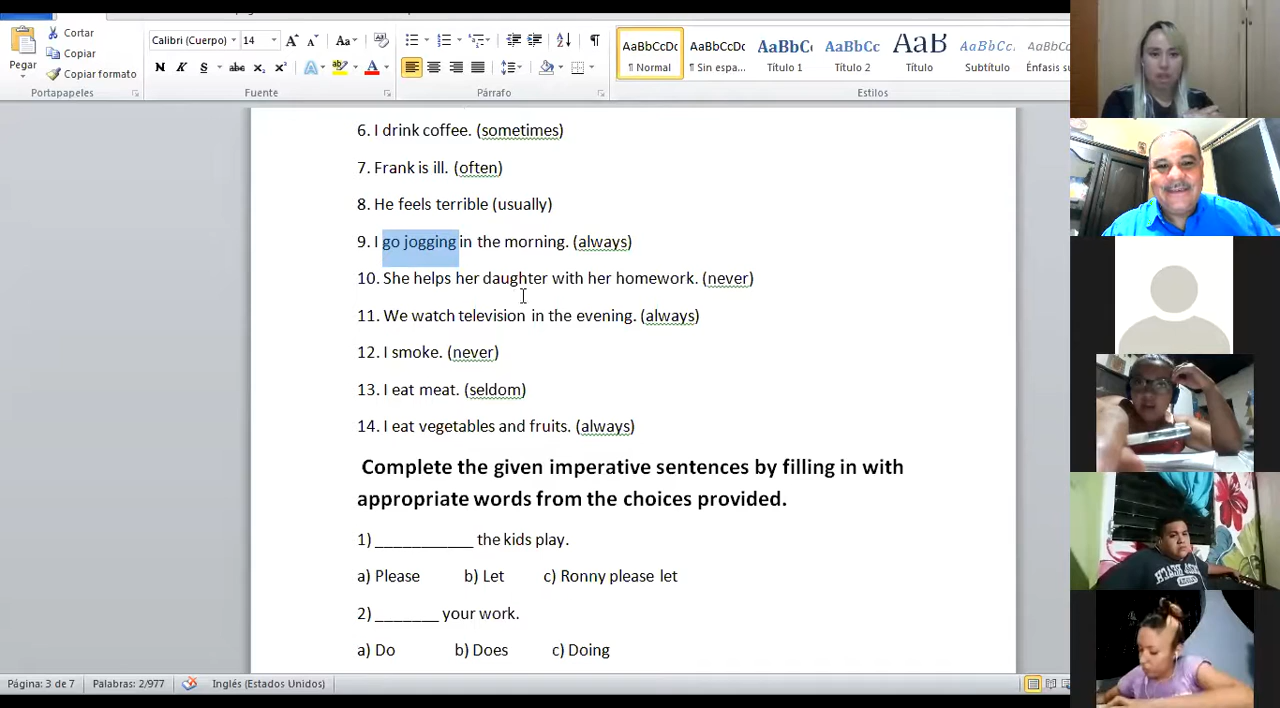 Cortar
Copiar
Copiar formato
Pegar
Portapapeles
Calibri (Cuerpo) 14
Fuente
Párrafo
AaBbCcDc AaBbCcDc AaBbC AaBbCc AaB AaBbCc. AaBbCcDc
¶ Normal ¶ Sin espa... Título 1 Título 2 Título Subtítulo Énfasis sutil
Estilos
6. I drink coffee. (sometimes)
7. Frank is ill. (often)
8. He feels terrible (usually)
9. I go jogging in the morning. (always)
10. She helps her daughter with her homework. (never)
11. We watch television in the evening. (always)
12. I smoke. (never)
13. I eat meat. (seldom)
14. I eat vegetables and fruits. (always)
Complete the given imperative sentences by filling in with
appropriate words from the choices provided.
1) ___________ the kids play.
a) Please b) Let c) Ronny please let
2) _______ your work.
a) Do b) Does c) Doing
Página: 3 de 7 Palabras: 2/977 Inglés (Estados Unidos)